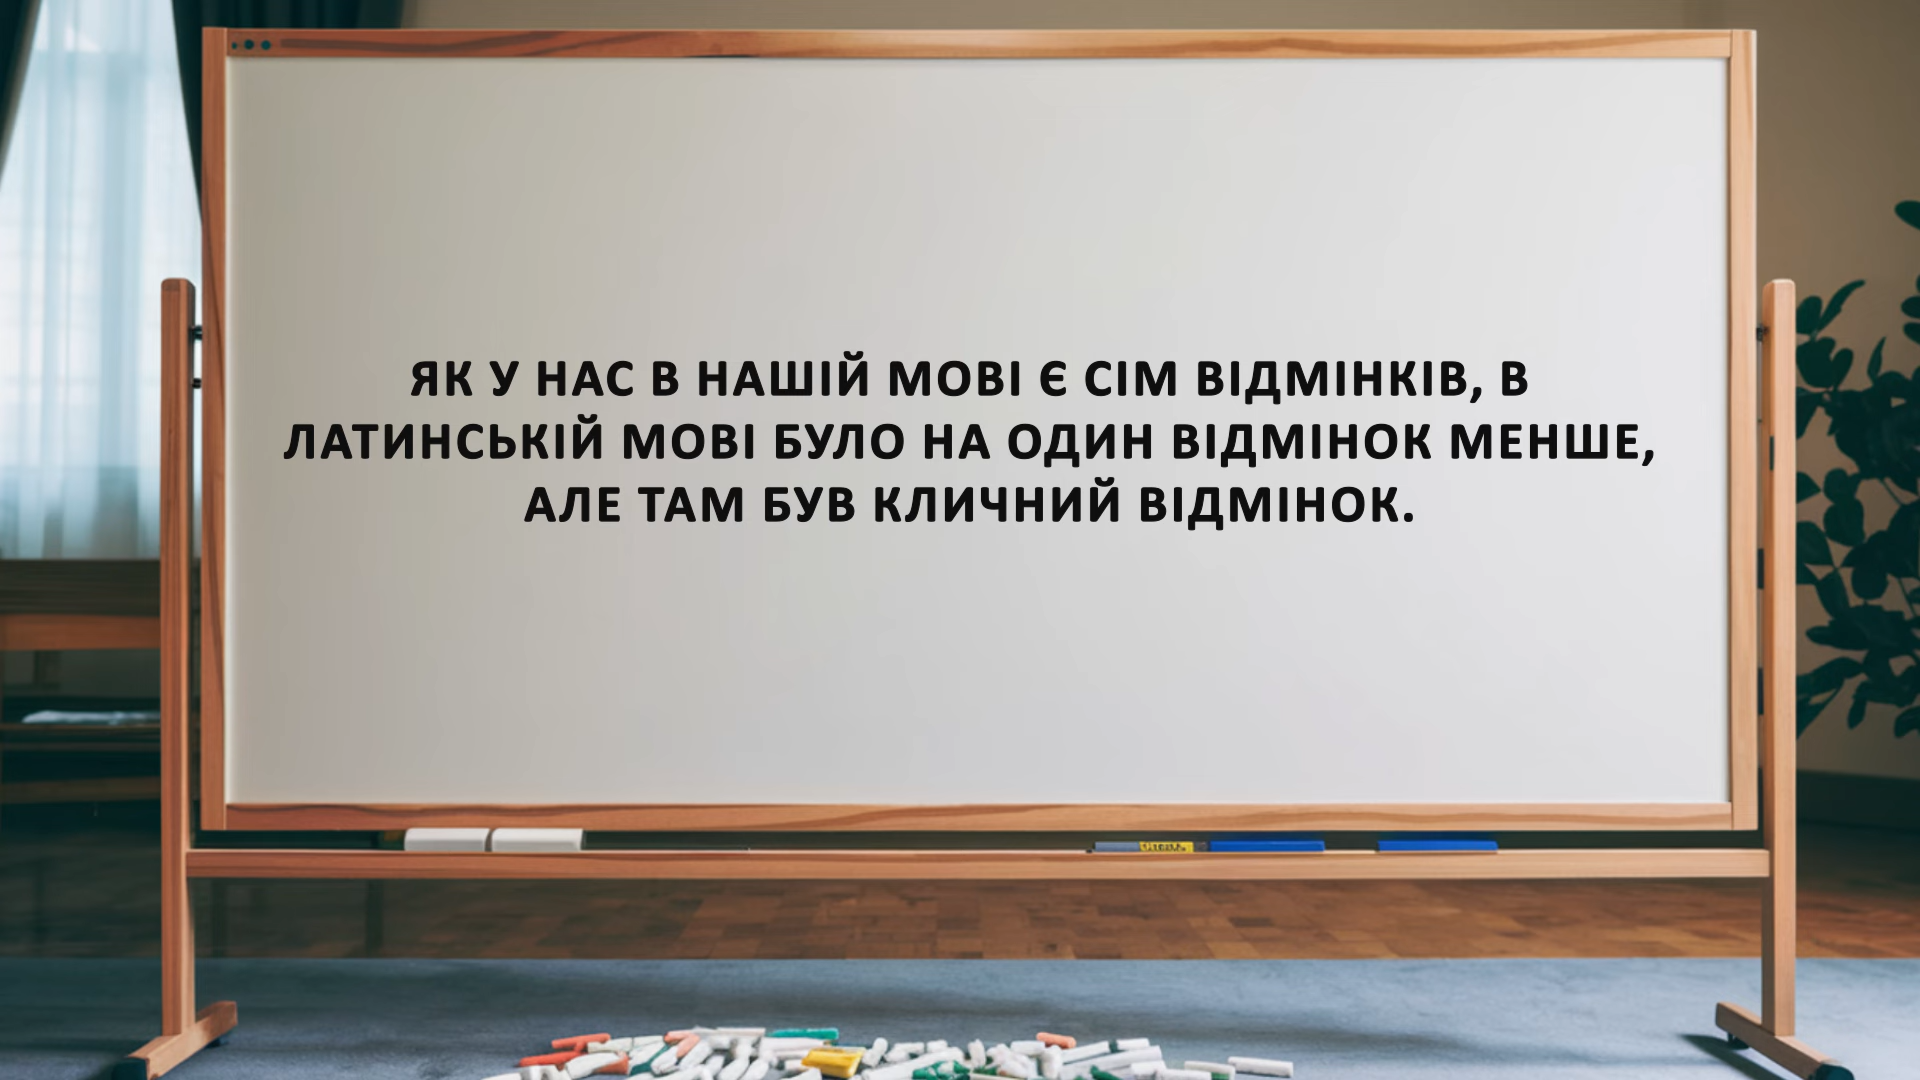 ЯК У НАС В НАШІЙ МОВІ Є СІМ ВІДМІНКІВ, В
ЛАТИНСЬКІЙ МОВІ БУЛО НА ОДИН ВІДМІНОК МЕНШЕ,
АЛЕ ТАМ БУВ КЛИЧНИЙ ВІДМІНОК.